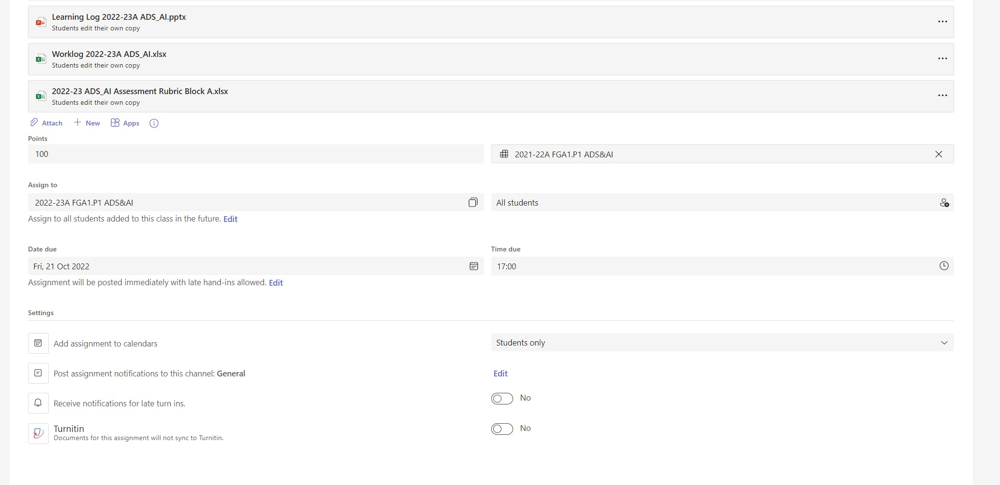 Learning Log 2022-23A ADS_AI.pptx
Students edit their own copy
Worklog 2022-23A ADS_AI.xlsx
Students edit their own copy
2022-23 ADS_AI Assessment Rubric Block A.xlsx
Students edit their own copy
Attach New Apps
Points
100
2021-22A FGA1.P1 ADS&AI
Assign to
2022-23A FGA1.P1 ADS&AI
All students
Assign to all students added to this class in the future. Edit
Date due
Time due
Fri, 21 Oct 2022
17:00
Assignment will be posted immediately with late hand-ins allowed. Edit
Settings
Add assignment to calendars
Students only
Post assignment notifications to this channel: General
Edit
Receive notifications for late turn ins.
No
Turnitin
Documents for this assignment will not sync to Turnitin.
No